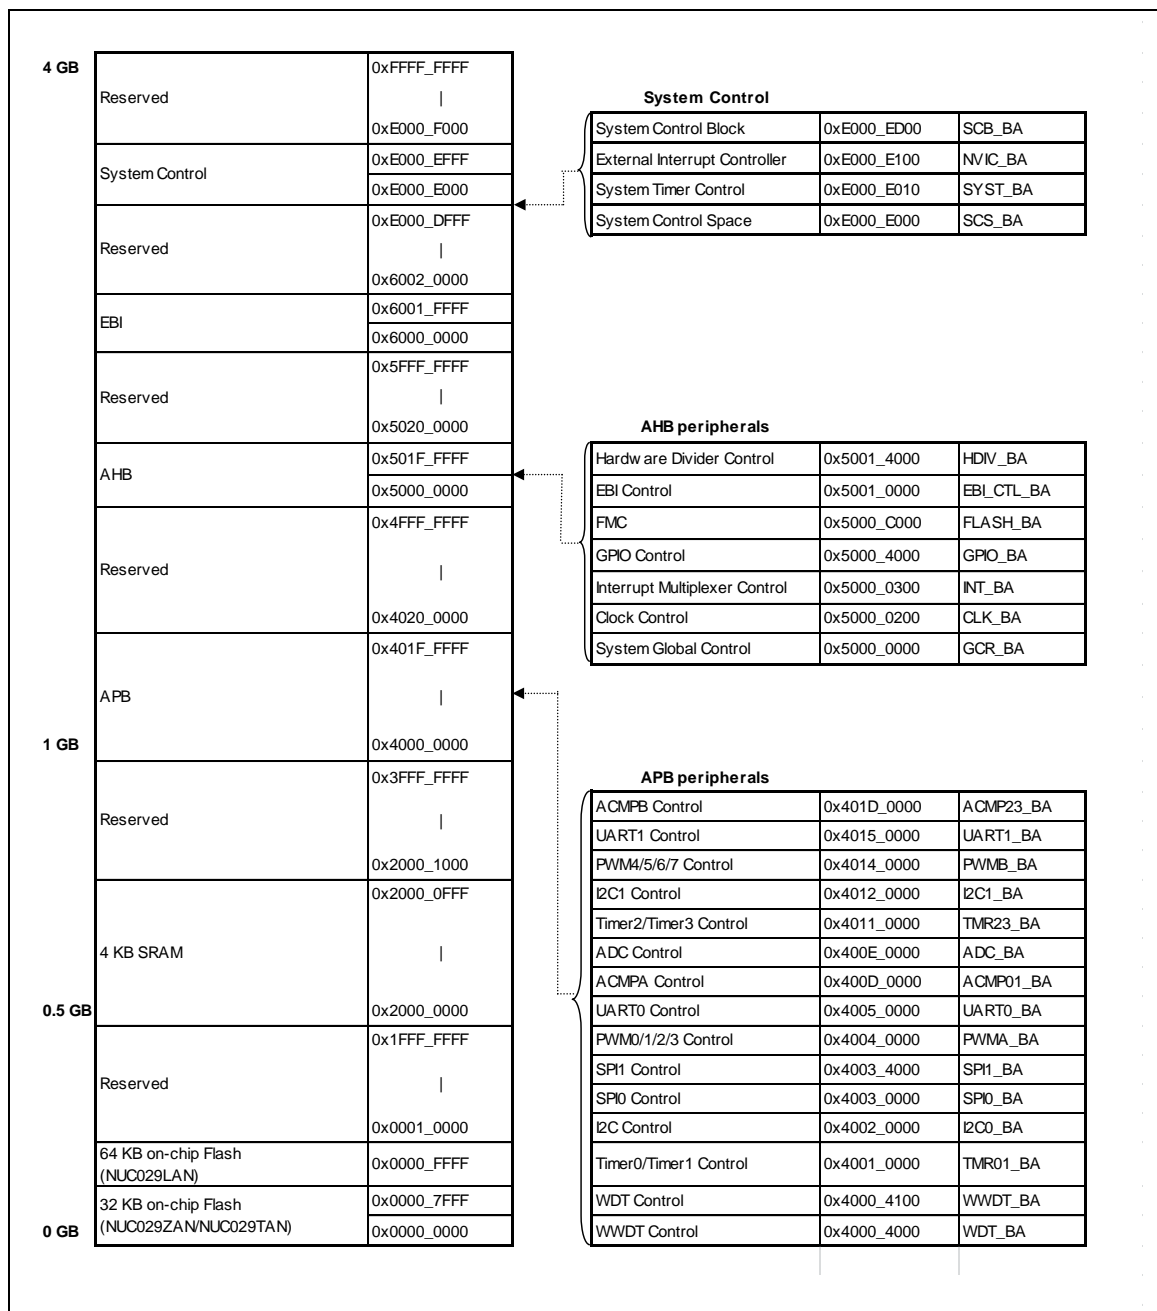 4 GB
Reserved
0xFFFF_FFFF
|
0xE000_F000
System Control
0xE000_EFFF
0xE000_E000
Reserved
0xE000_DFFF
|
0x6002_0000
EBI
0x6001_FFFF
0x6000_0000
Reserved
0x5FFF_FFFF
|
0x5020_0000
AHB
0x501F_FFFF
0x5000_0000
Reserved
0x4FFF_FFFF
|
0x4020_0000
APB
0x401F_FFFF
|
1 GB
0x4000_0000
Reserved
0x3FFF_FFFF
|
0x2000_1000
4 KB SRAM
0x2000_0FFF
|
0.5 GB
0x2000_0000
Reserved
0x1FFF_FFFF
|
0x0001_0000
64 KB on-chip Flash
(NUC029LAN)
0x0000_FFFF
32 KB on-chip Flash
(NUC029ZAN/NUC029TAN)
0x0000_7FFF
0 GB
0x0000_0000
System Control
System Control Block 0xE000_ED00 SCB_BA
External Interrupt Controller 0xE000_E100 NVIC_BA
System Timer Control 0xE000_E010 SYST_BA
System Control Space 0xE000_E000 SCS_BA
AHB peripherals
Hardware Divider Control 0x5001_4000 HDIV_BA
EBI Control 0x5001_0000 EBI_CTL_BA
FMC 0x5000_C000 FLASH_BA
GPIO Control 0x5000_4000 GPIO_BA
Interrupt Multiplexer Control 0x5000_0300 INT_BA
Clock Control 0x5000_0200 CLK_BA
System Global Control 0x5000_0000 GCR_BA
APB peripherals
ACMPB Control 0x401D_0000 ACMP23_BA
UART1 Control 0x4015_0000 UART1_BA
PWM4/5/6/7 Control 0x4014_0000 PWMB_BA
I2C1 Control 0x4012_0000 I2C1_BA
Timer2/Timer3 Control 0x4011_0000 TMR23_BA
ADC Control 0x400E_0000 ADC_BA
ACMPA Control 0x400D_0000 ACMP01_BA
UART0 Control 0x4005_0000 UART0_BA
PWM0/1/2/3 Control 0x4004_0000 PWMA_BA
SPI1 Control 0x4003_4000 SPI1_BA
SPI0 Control 0x4003_0000 SPI0_BA
I2C Control 0x4002_0000 I2C0_BA
Timer0/Timer1 Control 0x4001_0000 TMR01_BA
WDT Control 0x4000_4100 WWDT_BA
WWDT Control 0x4000_4000 WDT_BA